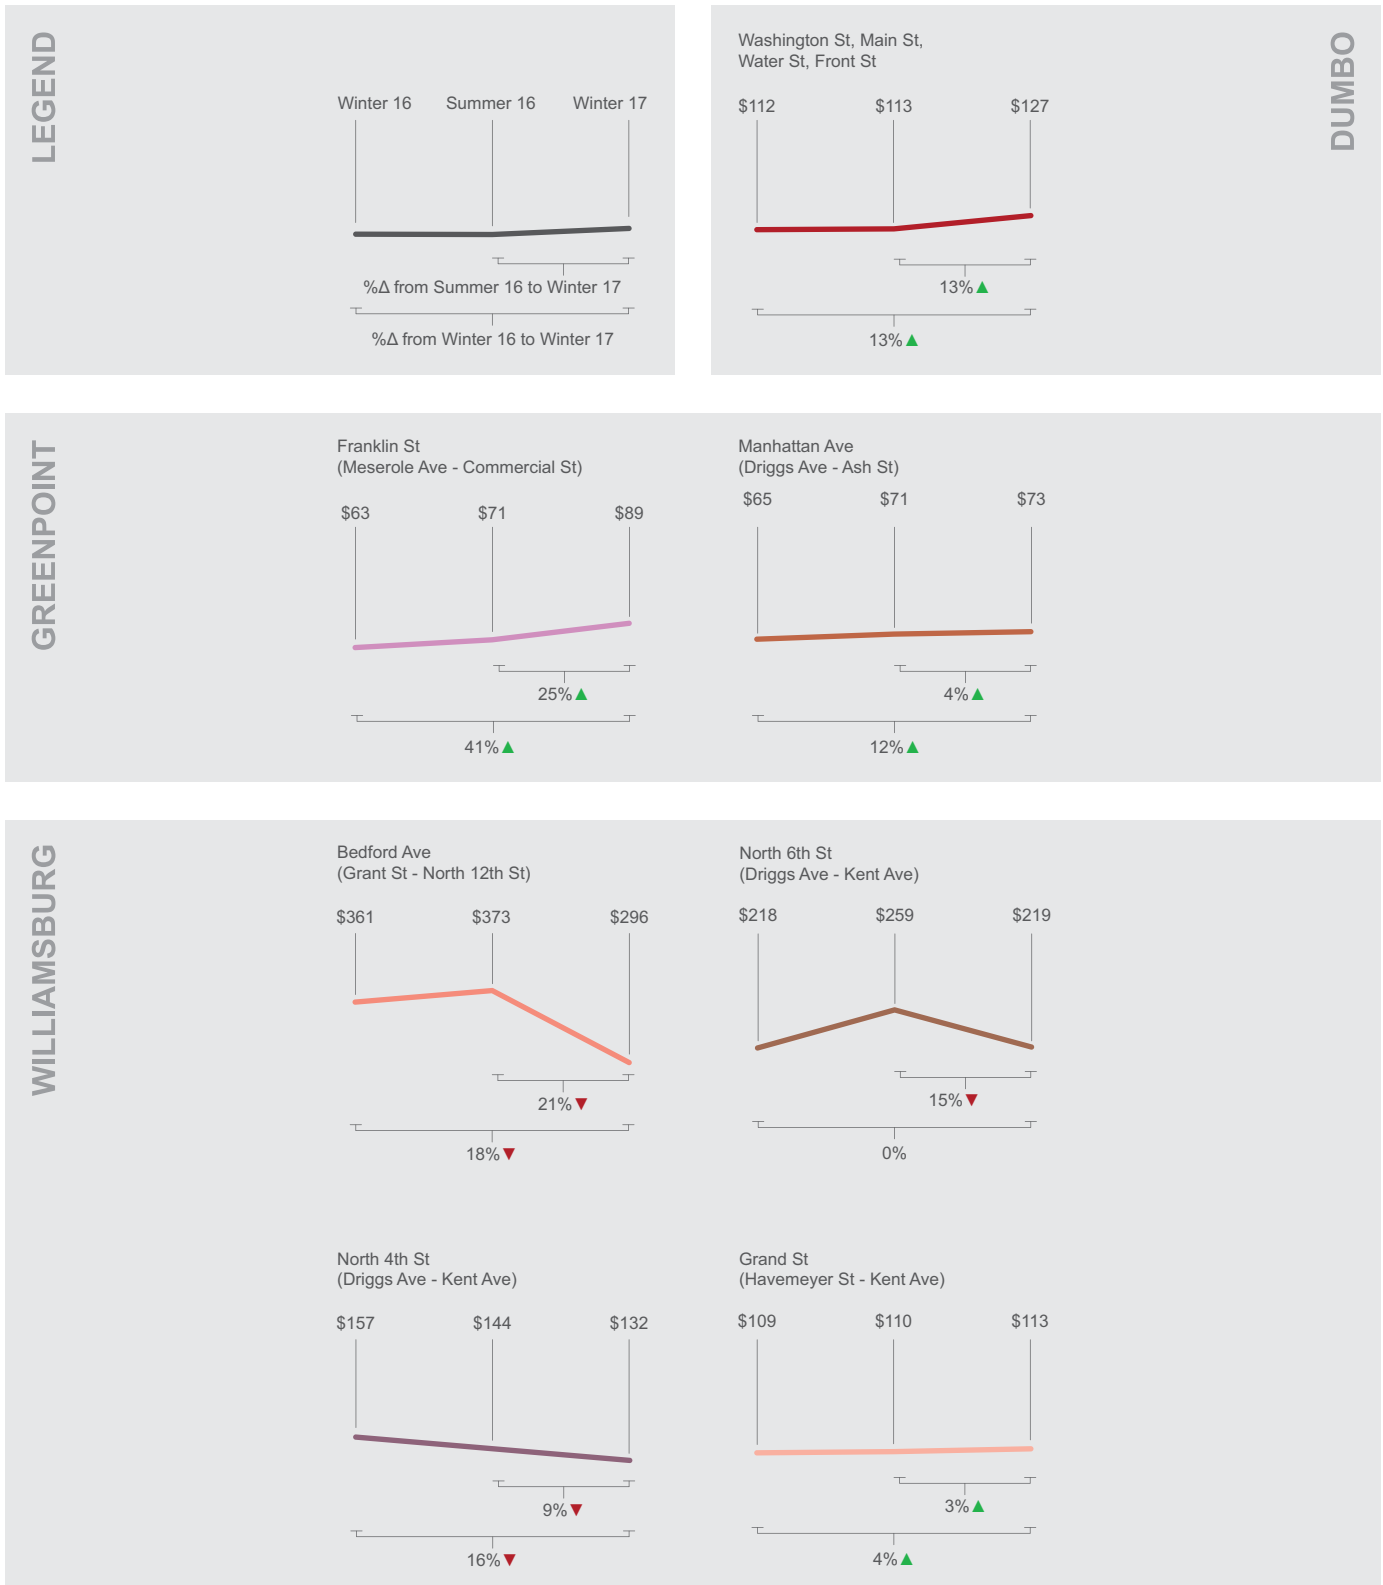 LEGEND
Winter 16 Summer 16 Winter 17
%Δ from Summer 16 to Winter 17
%Δ from Winter 16 to Winter 17
DUMBO
Washington St, Main St,
Water St, Front St
$112 $113 $127
13%▲
13%▲
GREENPOINT
Franklin St
(Meserole Ave - Commercial St)
$63 $71 $89
25%▲
41%▲
Manhattan Ave
(Driggs Ave - Ash St)
$65 $71 $73
4%▲
12%▲
WILLIAMSBURG
Bedford Ave
(Grant St - North 12th St)
$361 $373 $296
21%▼
18%▼
North 6th St
(Driggs Ave - Kent Ave)
$218 $259 $219
15%▼
0%
North 4th St
(Driggs Ave - Kent Ave)
$157 $144 $132
9%▼
16%▼
Grand St
(Havemeyer St - Kent Ave)
$109 $110 $113
3%▲
4%▲